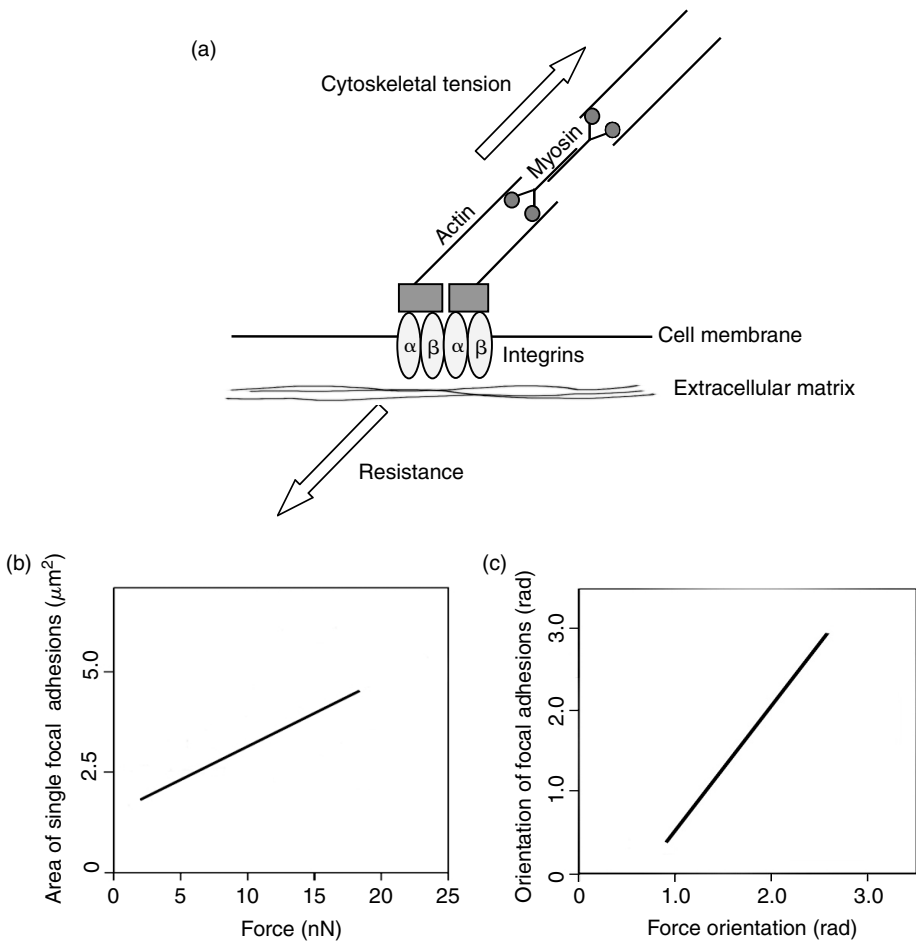 (a)
Cytoskeletal tension
Myosin
Actin
α β α β
Integrins
Cell membrane
Extracellular matrix
Resistance
(b)
Area of single focal adhesions (μm²)
5.0
2.5
0
0 5 10 15 20 25
Force (nN)
(c)
Orientation of focal adhesions (rad)
3.0
2.0
1.0
0
0 1.0 2.0 3.0
Force orientation (rad)